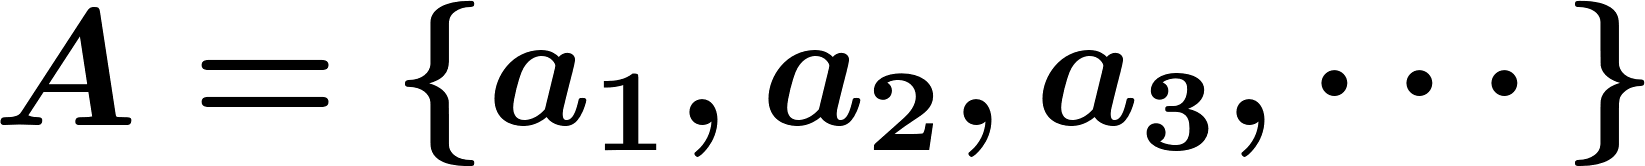 A = {a₁, a₂, a₃, ⋯ }